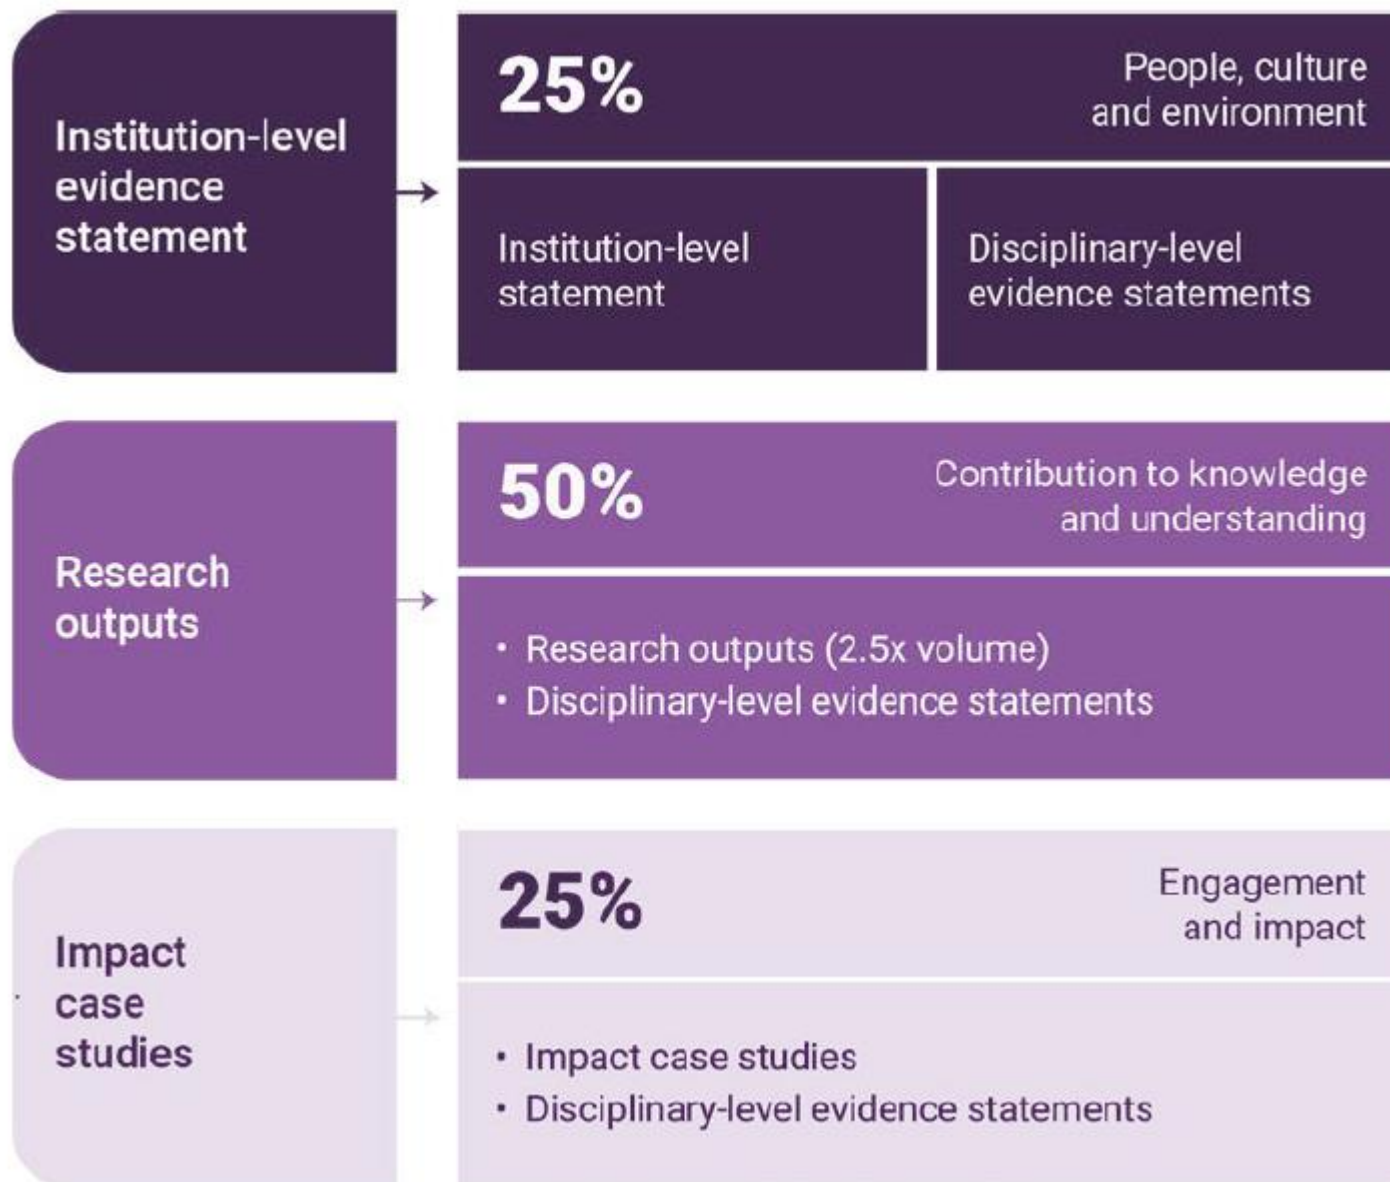 Institution-level
evidence
statement
25%
People, culture
and environment
Institution-level
statement
Disciplinary-level
evidence statements
Research
outputs
50%
Contribution to knowledge
and understanding
• Research outputs (2.5x volume)
• Disciplinary-level evidence statements
Impact
case
studies
25%
Engagement
and impact
• Impact case studies
• Disciplinary-level evidence statements